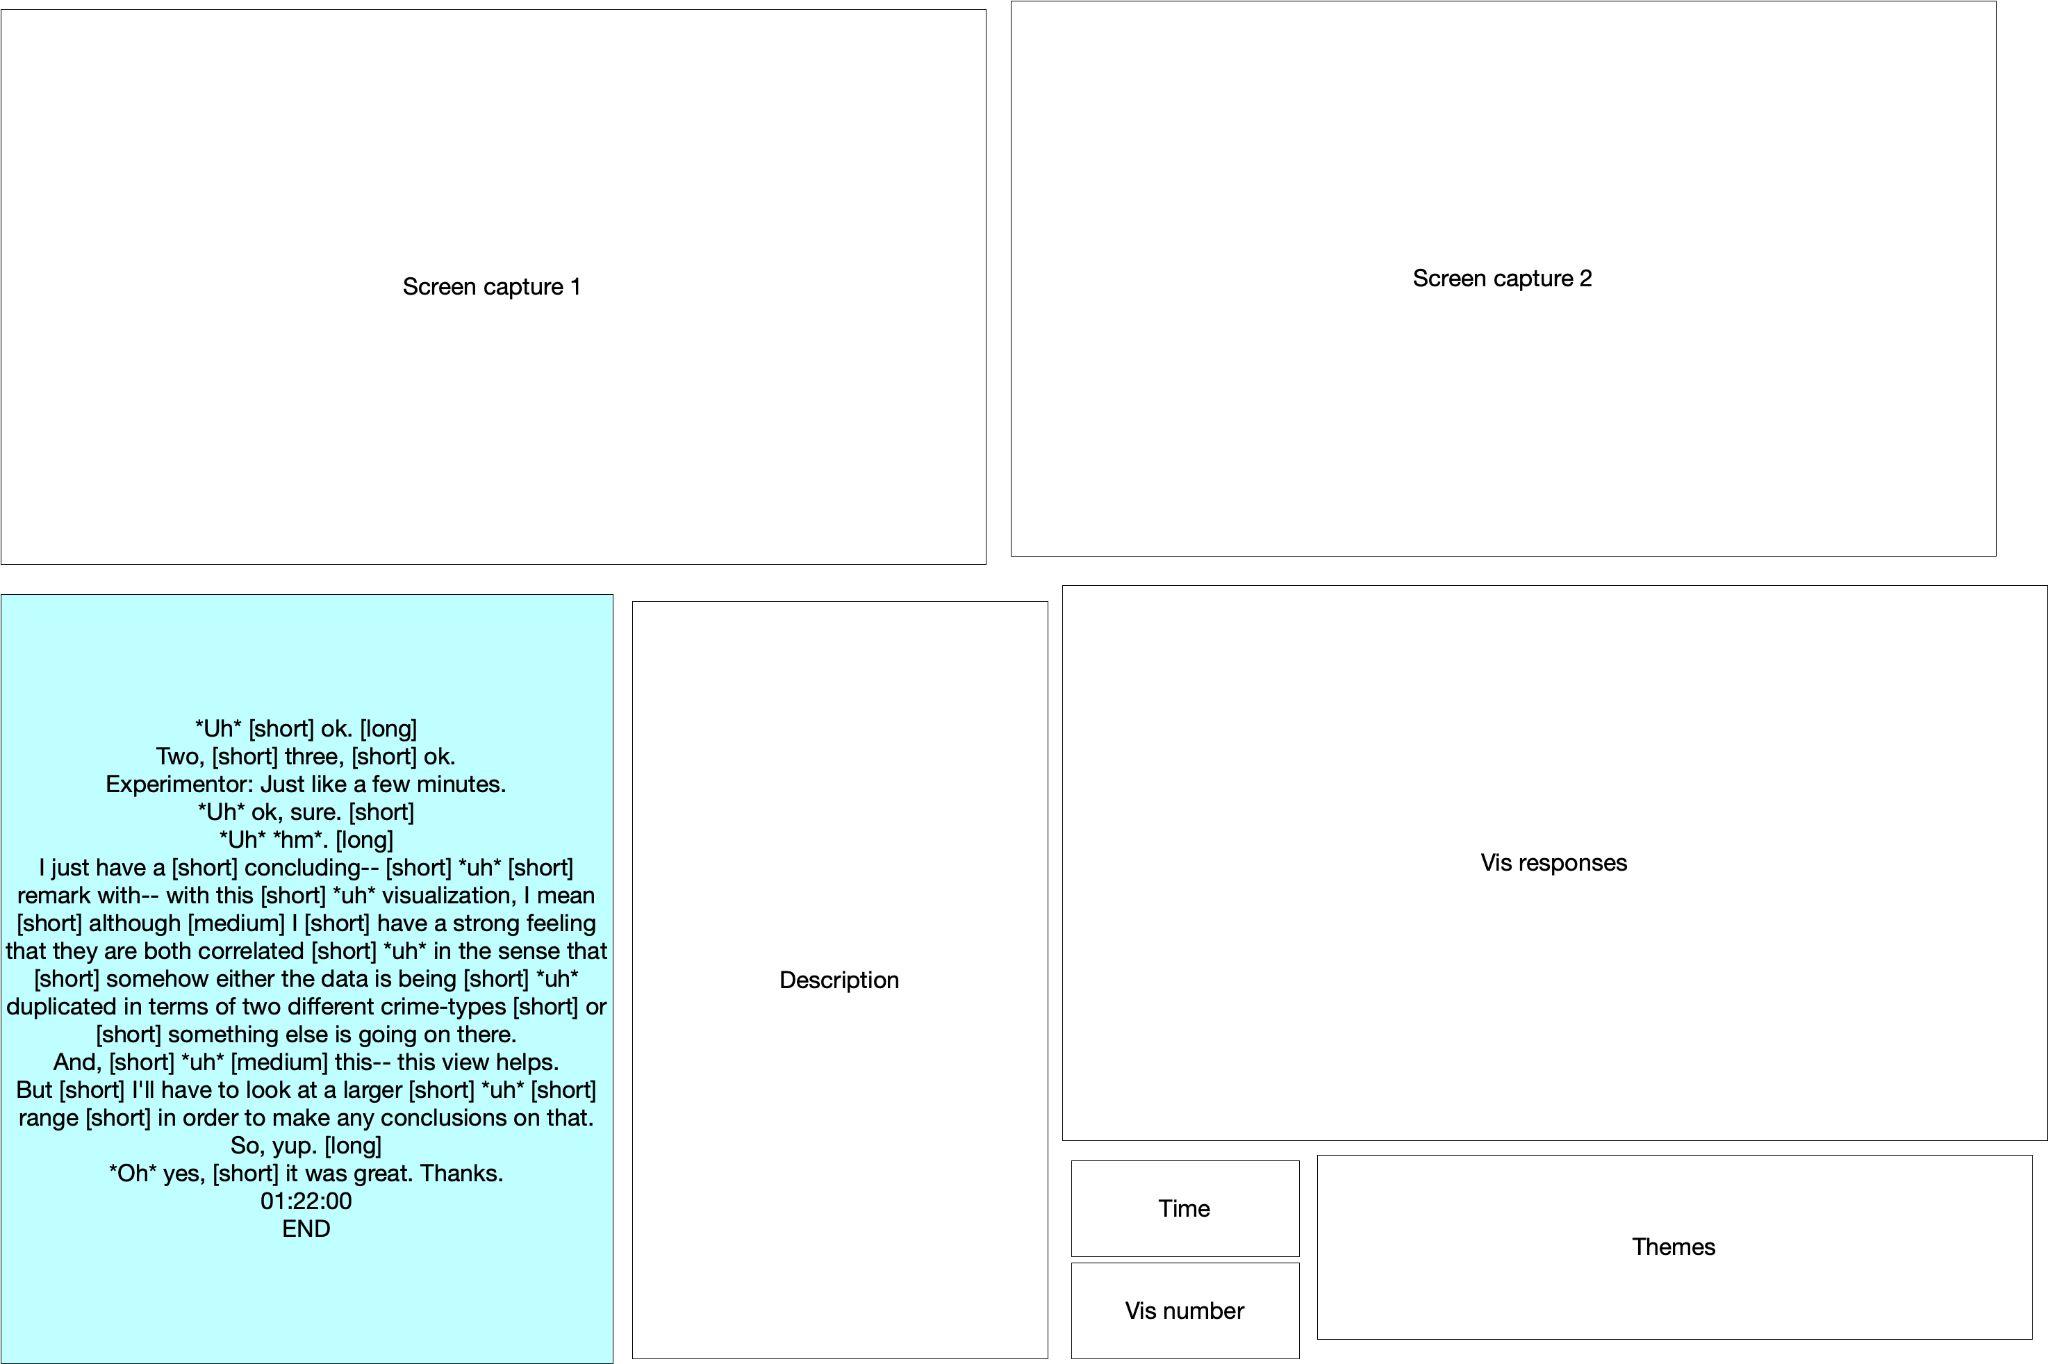 Screen capture 1
Screen capture 2
*Uh* [short] ok. [long]
Two, [short] three, [short] ok.
Experimentor: Just like a few minutes.
*Uh* ok, sure. [short]
*Uh* *hm*. [long]
I just have a [short] concluding-- [short] *uh* [short]
remark with-- with this [short] *uh* visualization, I mean
[short] although [medium] I [short] have a strong feeling
that they are both correlated [short] *uh* in the sense that
[short] somehow either the data is being [short] *uh*
duplicated in terms of two different crime-types [short] or
[short] something else is going on there.
And, [short] *uh* [medium] this-- this view helps.
But [short] I'll have to look at a larger [short] *uh* [short]
range [short] in order to make any conclusions on that.
So, yup. [long]
*Oh* yes, [short] it was great. Thanks.
01:22:00
END
Description
Vis responses
Time
Vis number
Themes